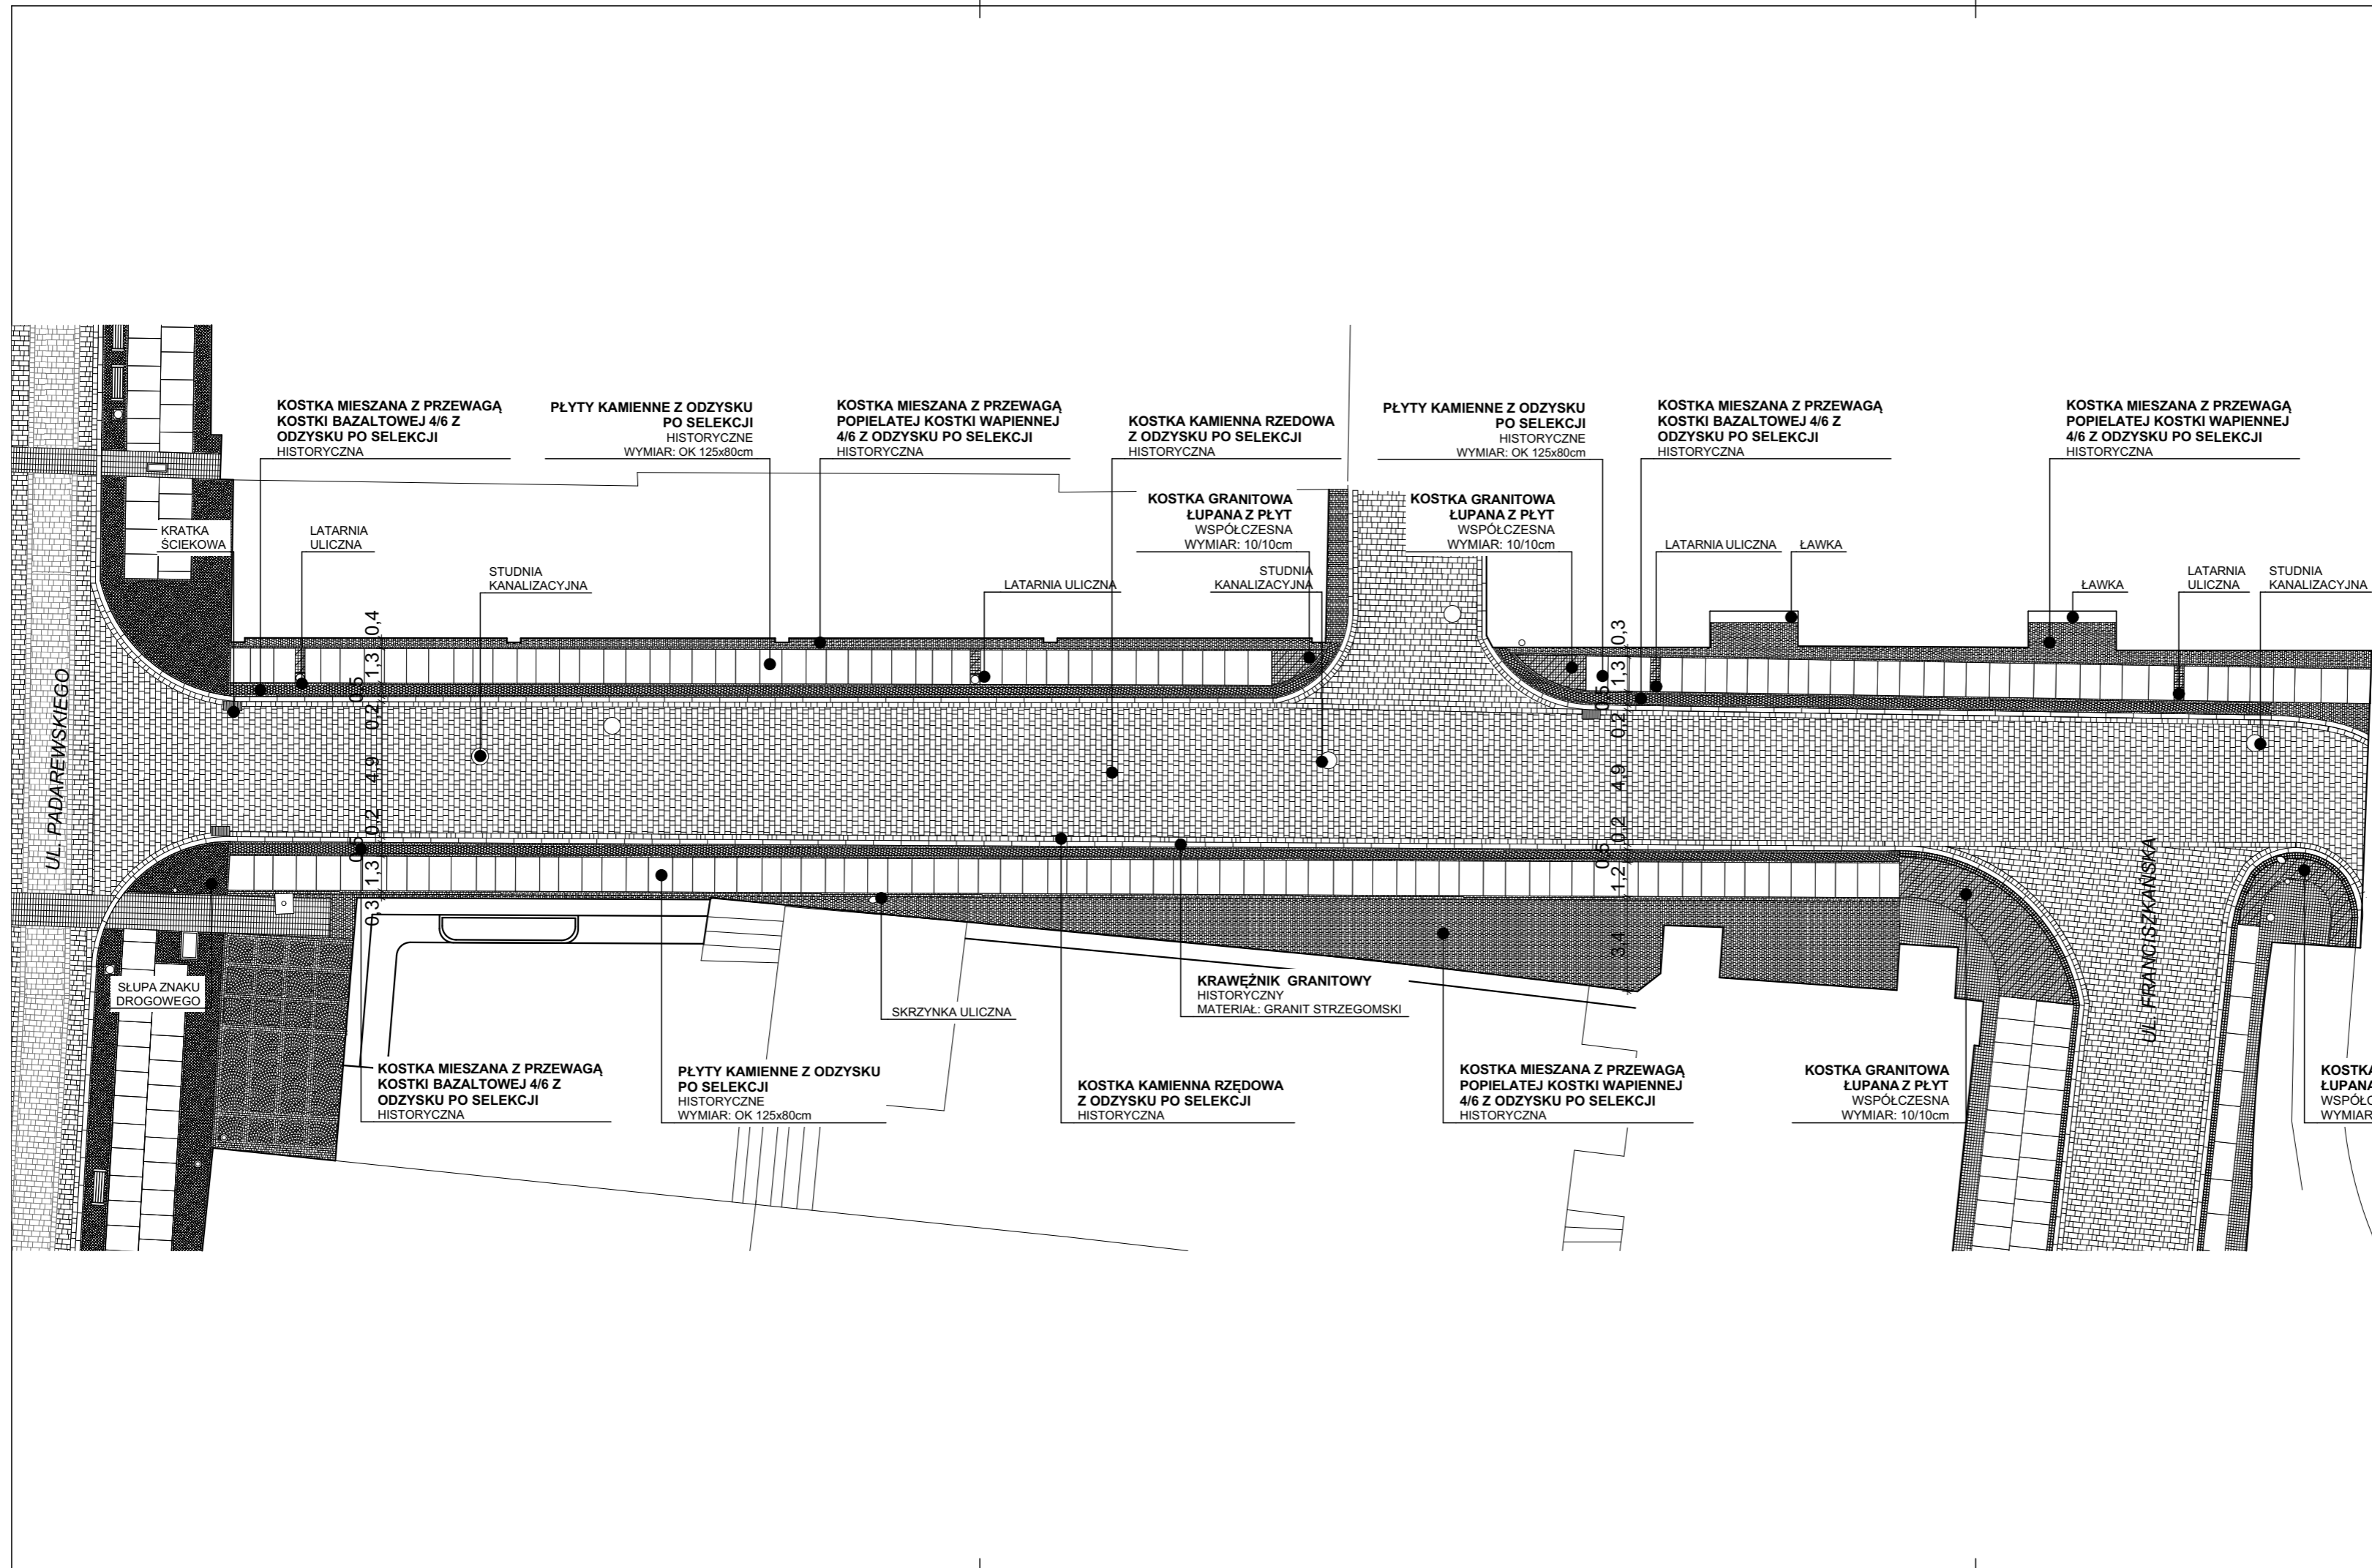 KOSTKA MIESZANA Z PRZEWAGĄ
KOSTKI BAZALTOWEJ 4/6 Z
ODZYSKU PO SELEKCJI
HISTORYCZNA
PŁYTY KAMIENNE Z ODZYSKU
PO SELEKCJI
HISTORYCZNE
WYMIAR: OK 125x80cm
KOSTKA MIESZANA Z PRZEWAGĄ
POPIELATEJ KOSTKI WAPIENNEJ
4/6 Z ODZYSKU PO SELEKCJI
HISTORYCZNA
KOSTKA KAMIENNA RZEDOWA
Z ODZYSKU PO SELEKCJI
HISTORYCZNA
PŁYTY KAMIENNE Z ODZYSKU
PO SELEKCJI
HISTORYCZNE
WYMIAR: OK 125x80cm
KOSTKA MIESZANA Z PRZEWAGĄ
KOSTKI BAZALTOWEJ 4/6 Z
ODZYSKU PO SELEKCJI
HISTORYCZNA
KOSTKA MIESZANA Z PRZEWAGĄ
POPIELATEJ KOSTKI WAPIENNEJ
4/6 Z ODZYSKU PO SELEKCJI
HISTORYCZNA
KOSTKA GRANITOWA
ŁUPANA Z PŁYT
WSPÓŁCZESNA
WYMIAR: 10/10cm
KOSTKA GRANITOWA
ŁUPANA Z PŁYT
WSPÓŁCZESNA
WYMIAR: 10/10cm
KRATKA
ŚCIEKOWA
LATARNIA
ULICZNA
STUDNIA
KANALIZACYJNA
LATARNIA ULICZNA
STUDNIA
KANALIZACYJNA
LATARNIA ULICZNA
ŁAWKA
ŁAWKA
LATARNIA
ULICZNA
STUDNIA
KANALIZACYJNA
UL. PADAREWSKIEGO
0,3 1,3 0,5 0,2 4,9 0,2 0,5 1,3 0,4
3,4 1,2 0,5 0,2 4,9 0,2 0,5 1,3 0,3
UL. FRANCISZKAŃSKA
SŁUPA ZNAKU
DROGOWEGO
SKRZYNKA ULICZNA
KRAWĘŻNIK GRANITOWY
HISTORYCZNY
MATERIAŁ: GRANIT STRZEGOMSKI
KOSTKA MIESZANA Z PRZEWAGĄ
KOSTKI BAZALTOWEJ 4/6 Z
ODZYSKU PO SELEKCJI
HISTORYCZNA
PŁYTY KAMIENNE Z ODZYSKU
PO SELEKCJI
HISTORYCZNE
WYMIAR: OK 125x80cm
KOSTKA KAMIENNA RZĘDOWA
Z ODZYSKU PO SELEKCJI
HISTORYCZNA
KOSTKA MIESZANA Z PRZEWAGĄ
POPIELATEJ KOSTKI WAPIENNEJ
4/6 Z ODZYSKU PO SELEKCJI
HISTORYCZNA
KOSTKA GRANITOWA
ŁUPANA Z PŁYT
WSPÓŁCZESNA
WYMIAR: 10/10cm
KOSTKA
ŁUPANA
WSPÓŁC
WYMIAR